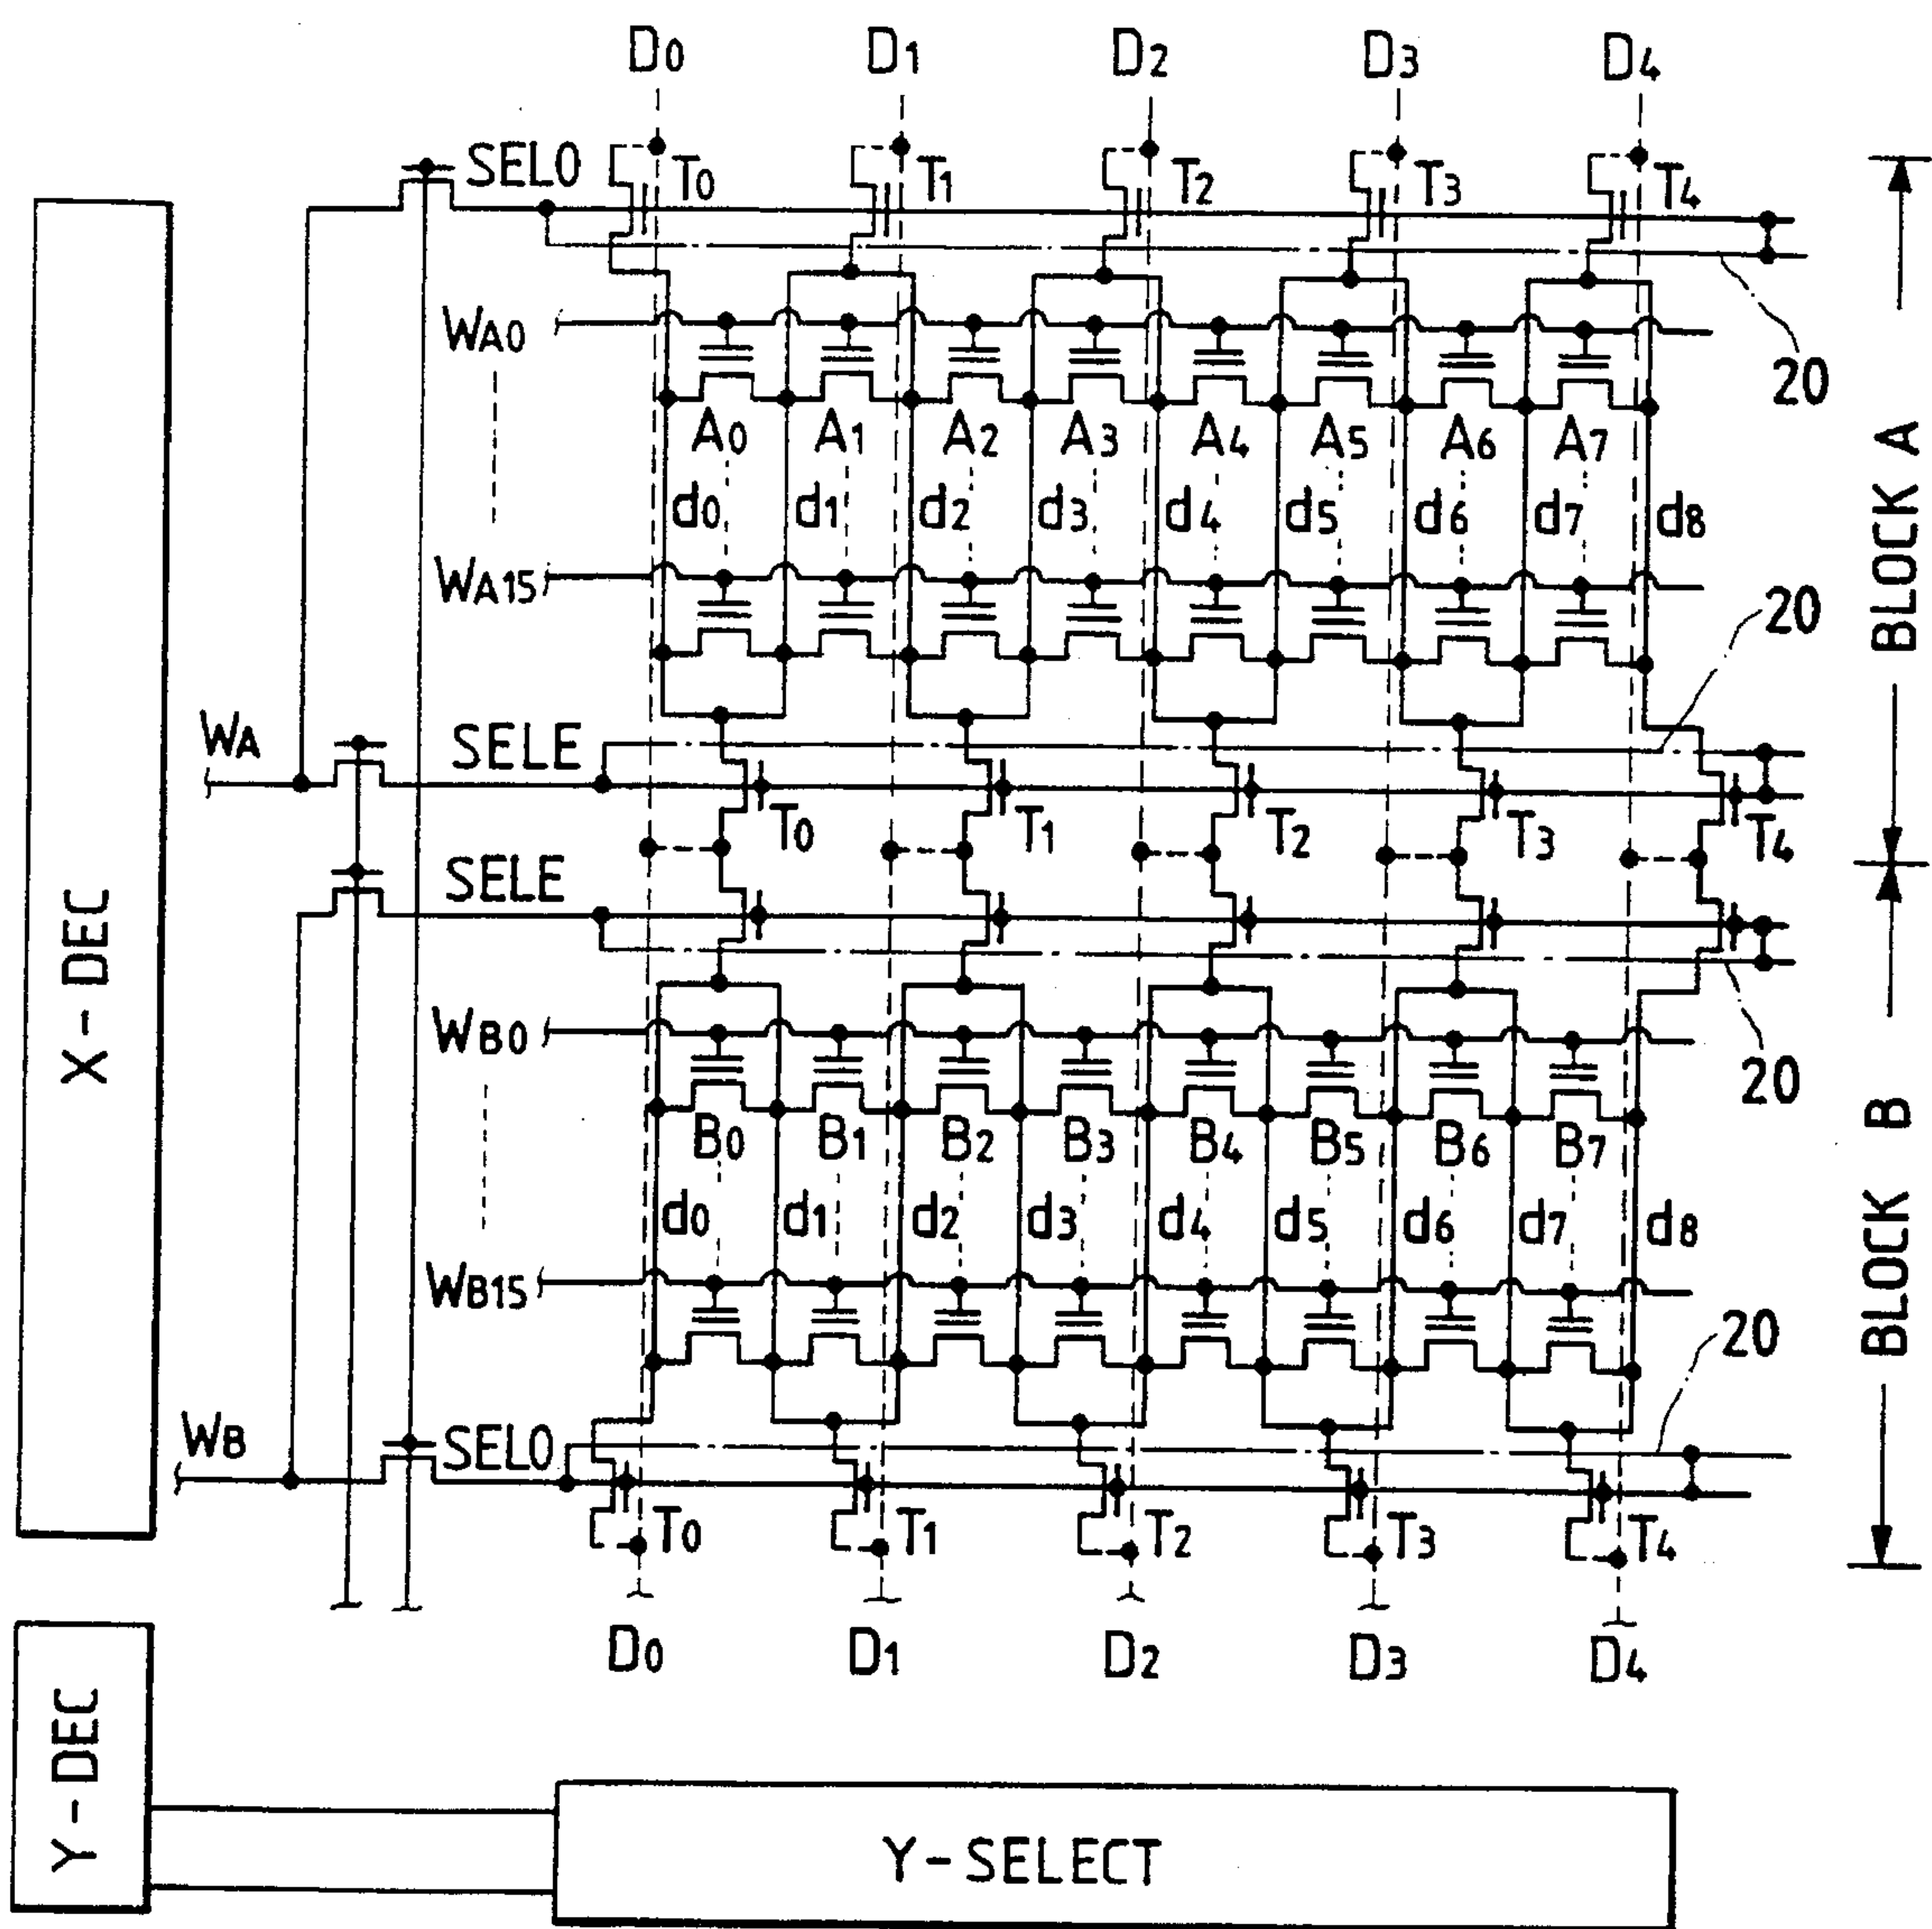 D0 D1 D2 D3 D4
SELO T0 T1 T2 T3 T4
WA0
20
A0 A1 A2 A3 A4 A5 A6 A7
d0 d1 d2 d3 d4 d5 d6 d7 d8
BLOCK A
WA15
20
WA SELE
T0 T1 T2 T3 T4
SELE
X-DEC
WB0
20
B0 B1 B2 B3 B4 B5 B6 B7
d0 d1 d2 d3 d4 d5 d6 d7 d8
BLOCK B
WB15
20
WB SELO
T0 T1 T2 T3 T4
D0 D1 D2 D3 D4
Y-DEC
Y-SELECT